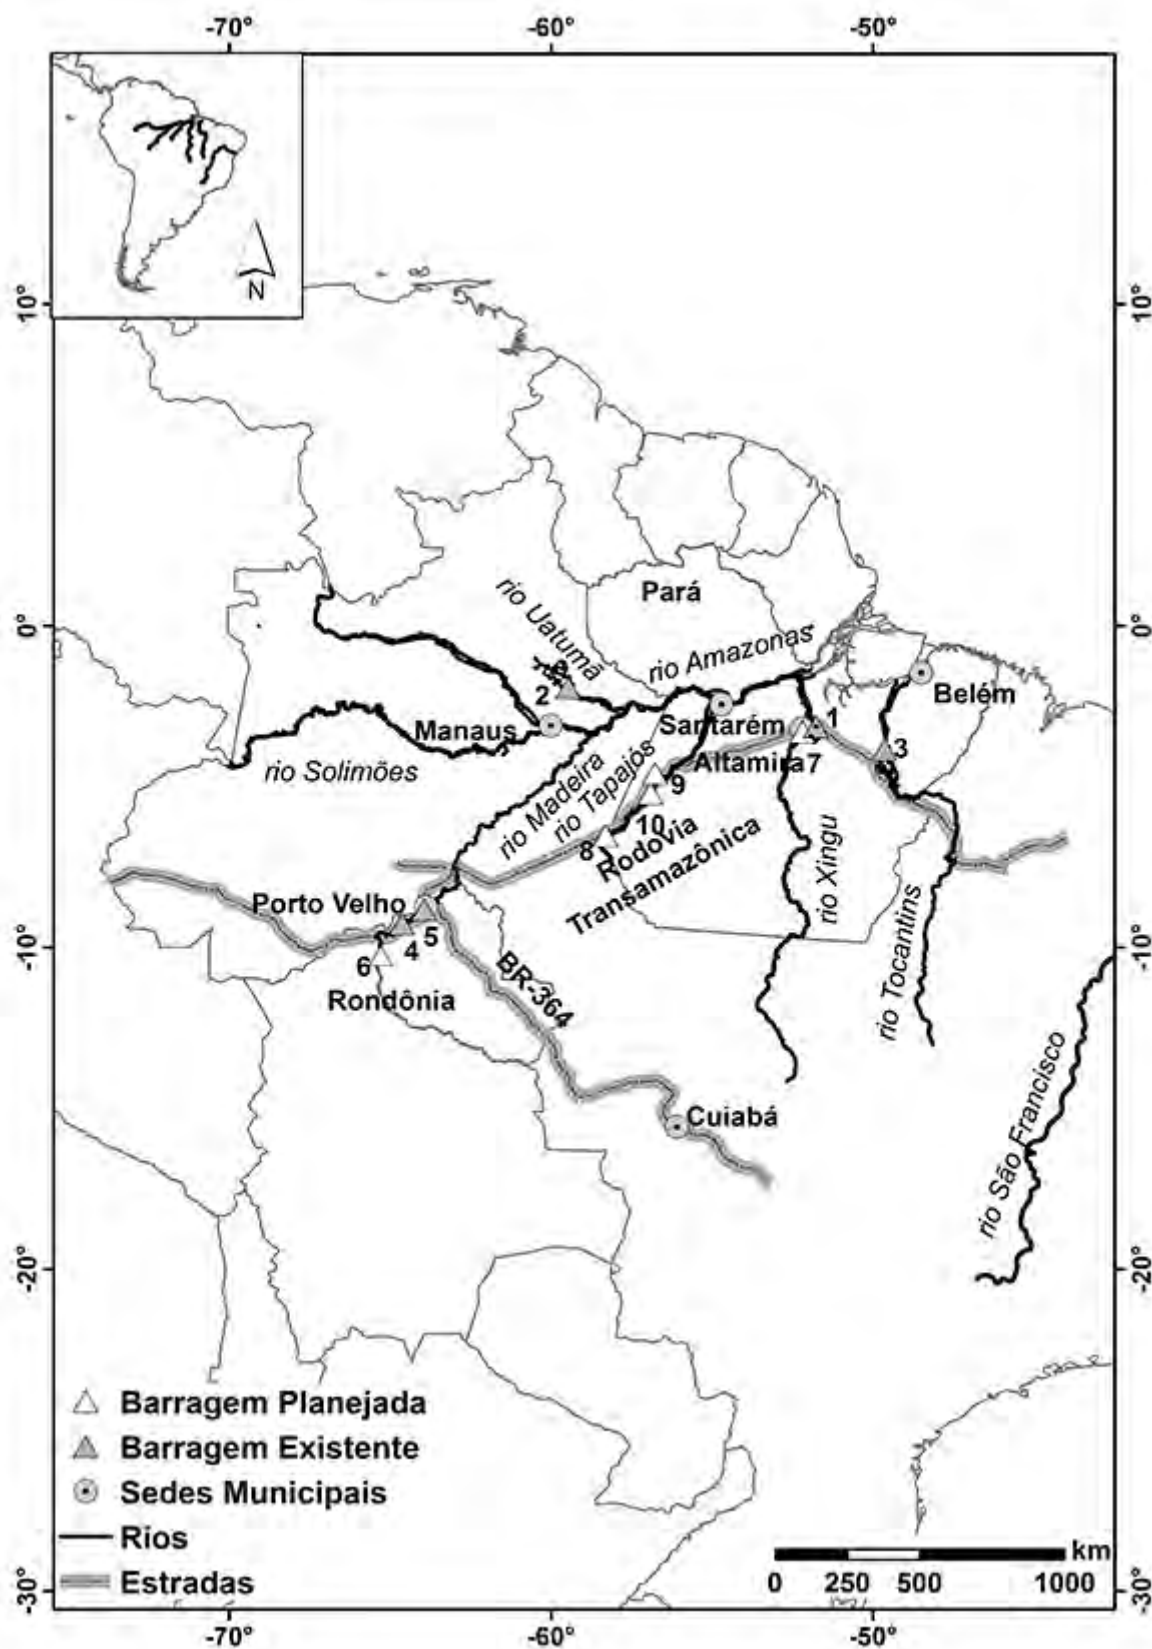 -70° -60° -50°
N
10° 10°
Pará
rio Uatumã
0° 0°
rio Amazonas
2
Belém
Manaus
Santarém
1
3
rio Solimões
Altamira 7
rio Madeira
rio Tapajós
9
10
8
Rodovia
Transamazônica
rio Xingu
rio Tocantins
Porto Velho
5
4
-10° -10°
6
BR-364
Rondônia
Cuiabá
rio São Francisco
-20° -20°
Barragem Planejada
Barragem Existente
Sedes Municipais
Rios
km
Estradas
0 250 500 1000
-30° -30°
-70° -60° -50°